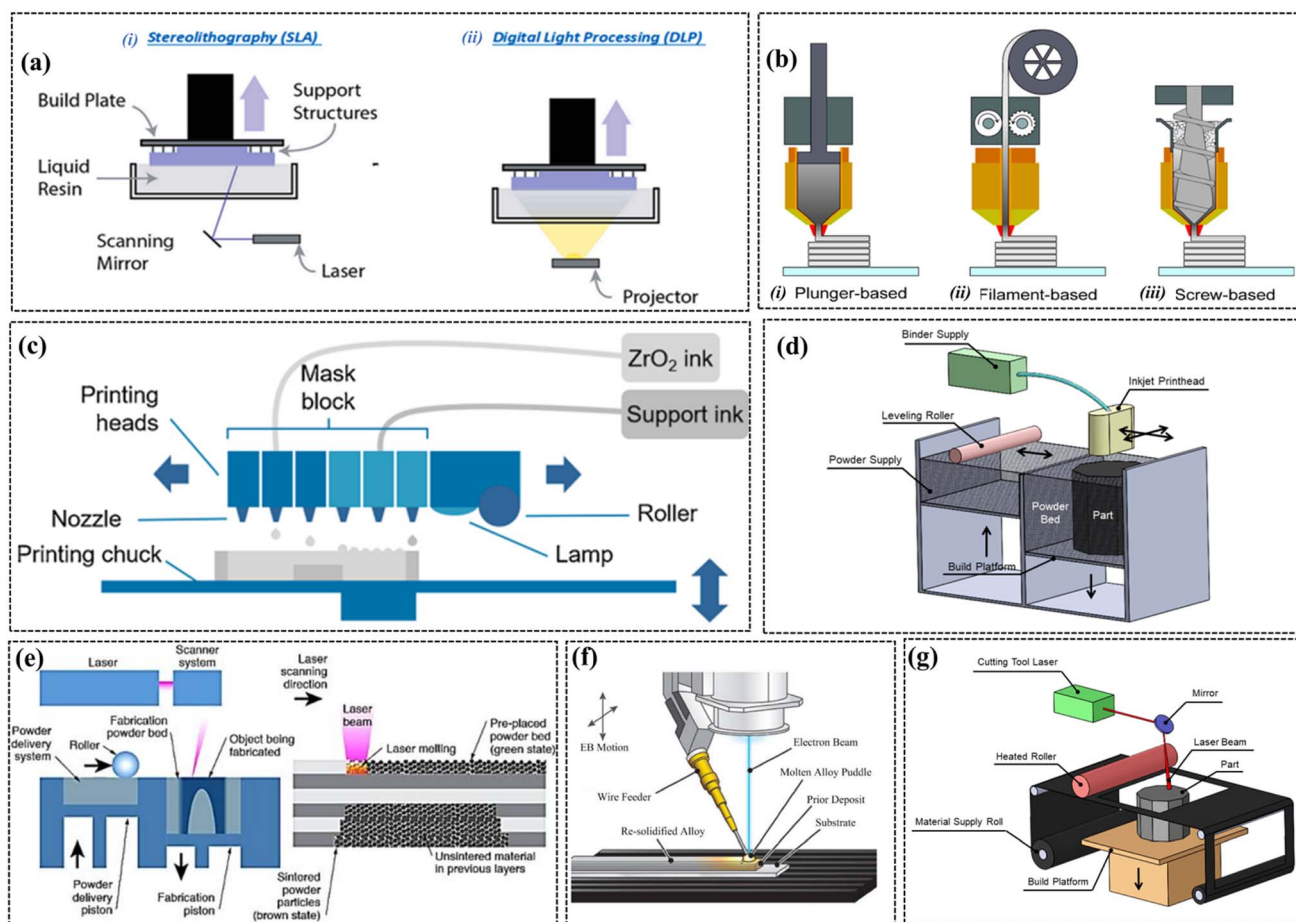 (a)
(i) Stereolithography (SLA)
(ii) Digital Light Processing (DLP)
Build Plate
Support
Structures
Liquid
Resin
Scanning
Mirror
Laser
Projector
(b)
(i) Plunger-based
(ii) Filament-based
(iii) Screw-based
(c)
ZrO₂ ink
Support ink
Mask
block
Printing
heads
Nozzle
Roller
Lamp
Printing chuck
(d)
Binder Supply
Inkjet Printhead
Leveling Roller
Powder Supply
Powder
Bed
Part
Build Platform
(e)
Laser
Scanner
system
Laser
scanning
direction
Powder
delivery
system
Roller
Fabrication
powder bed
Object being
fabricated
Laser
beam
Laser melting
Pre-placed
powder bed
(green state)
Powder
delivery
piston
Fabrication
piston
Sintered powder
particles
(brown state)
Unsintered material
in previous layers
(f)
EB Motion
Electron Beam
Molten Alloy Puddle
Wire Feeder
Prior Deposit
Substrate
Re-solidified Alloy
(g)
Cutting Tool Laser
Mirror
Laser Beam
Heated Roller
Part
Material Supply Roll
Build Platform